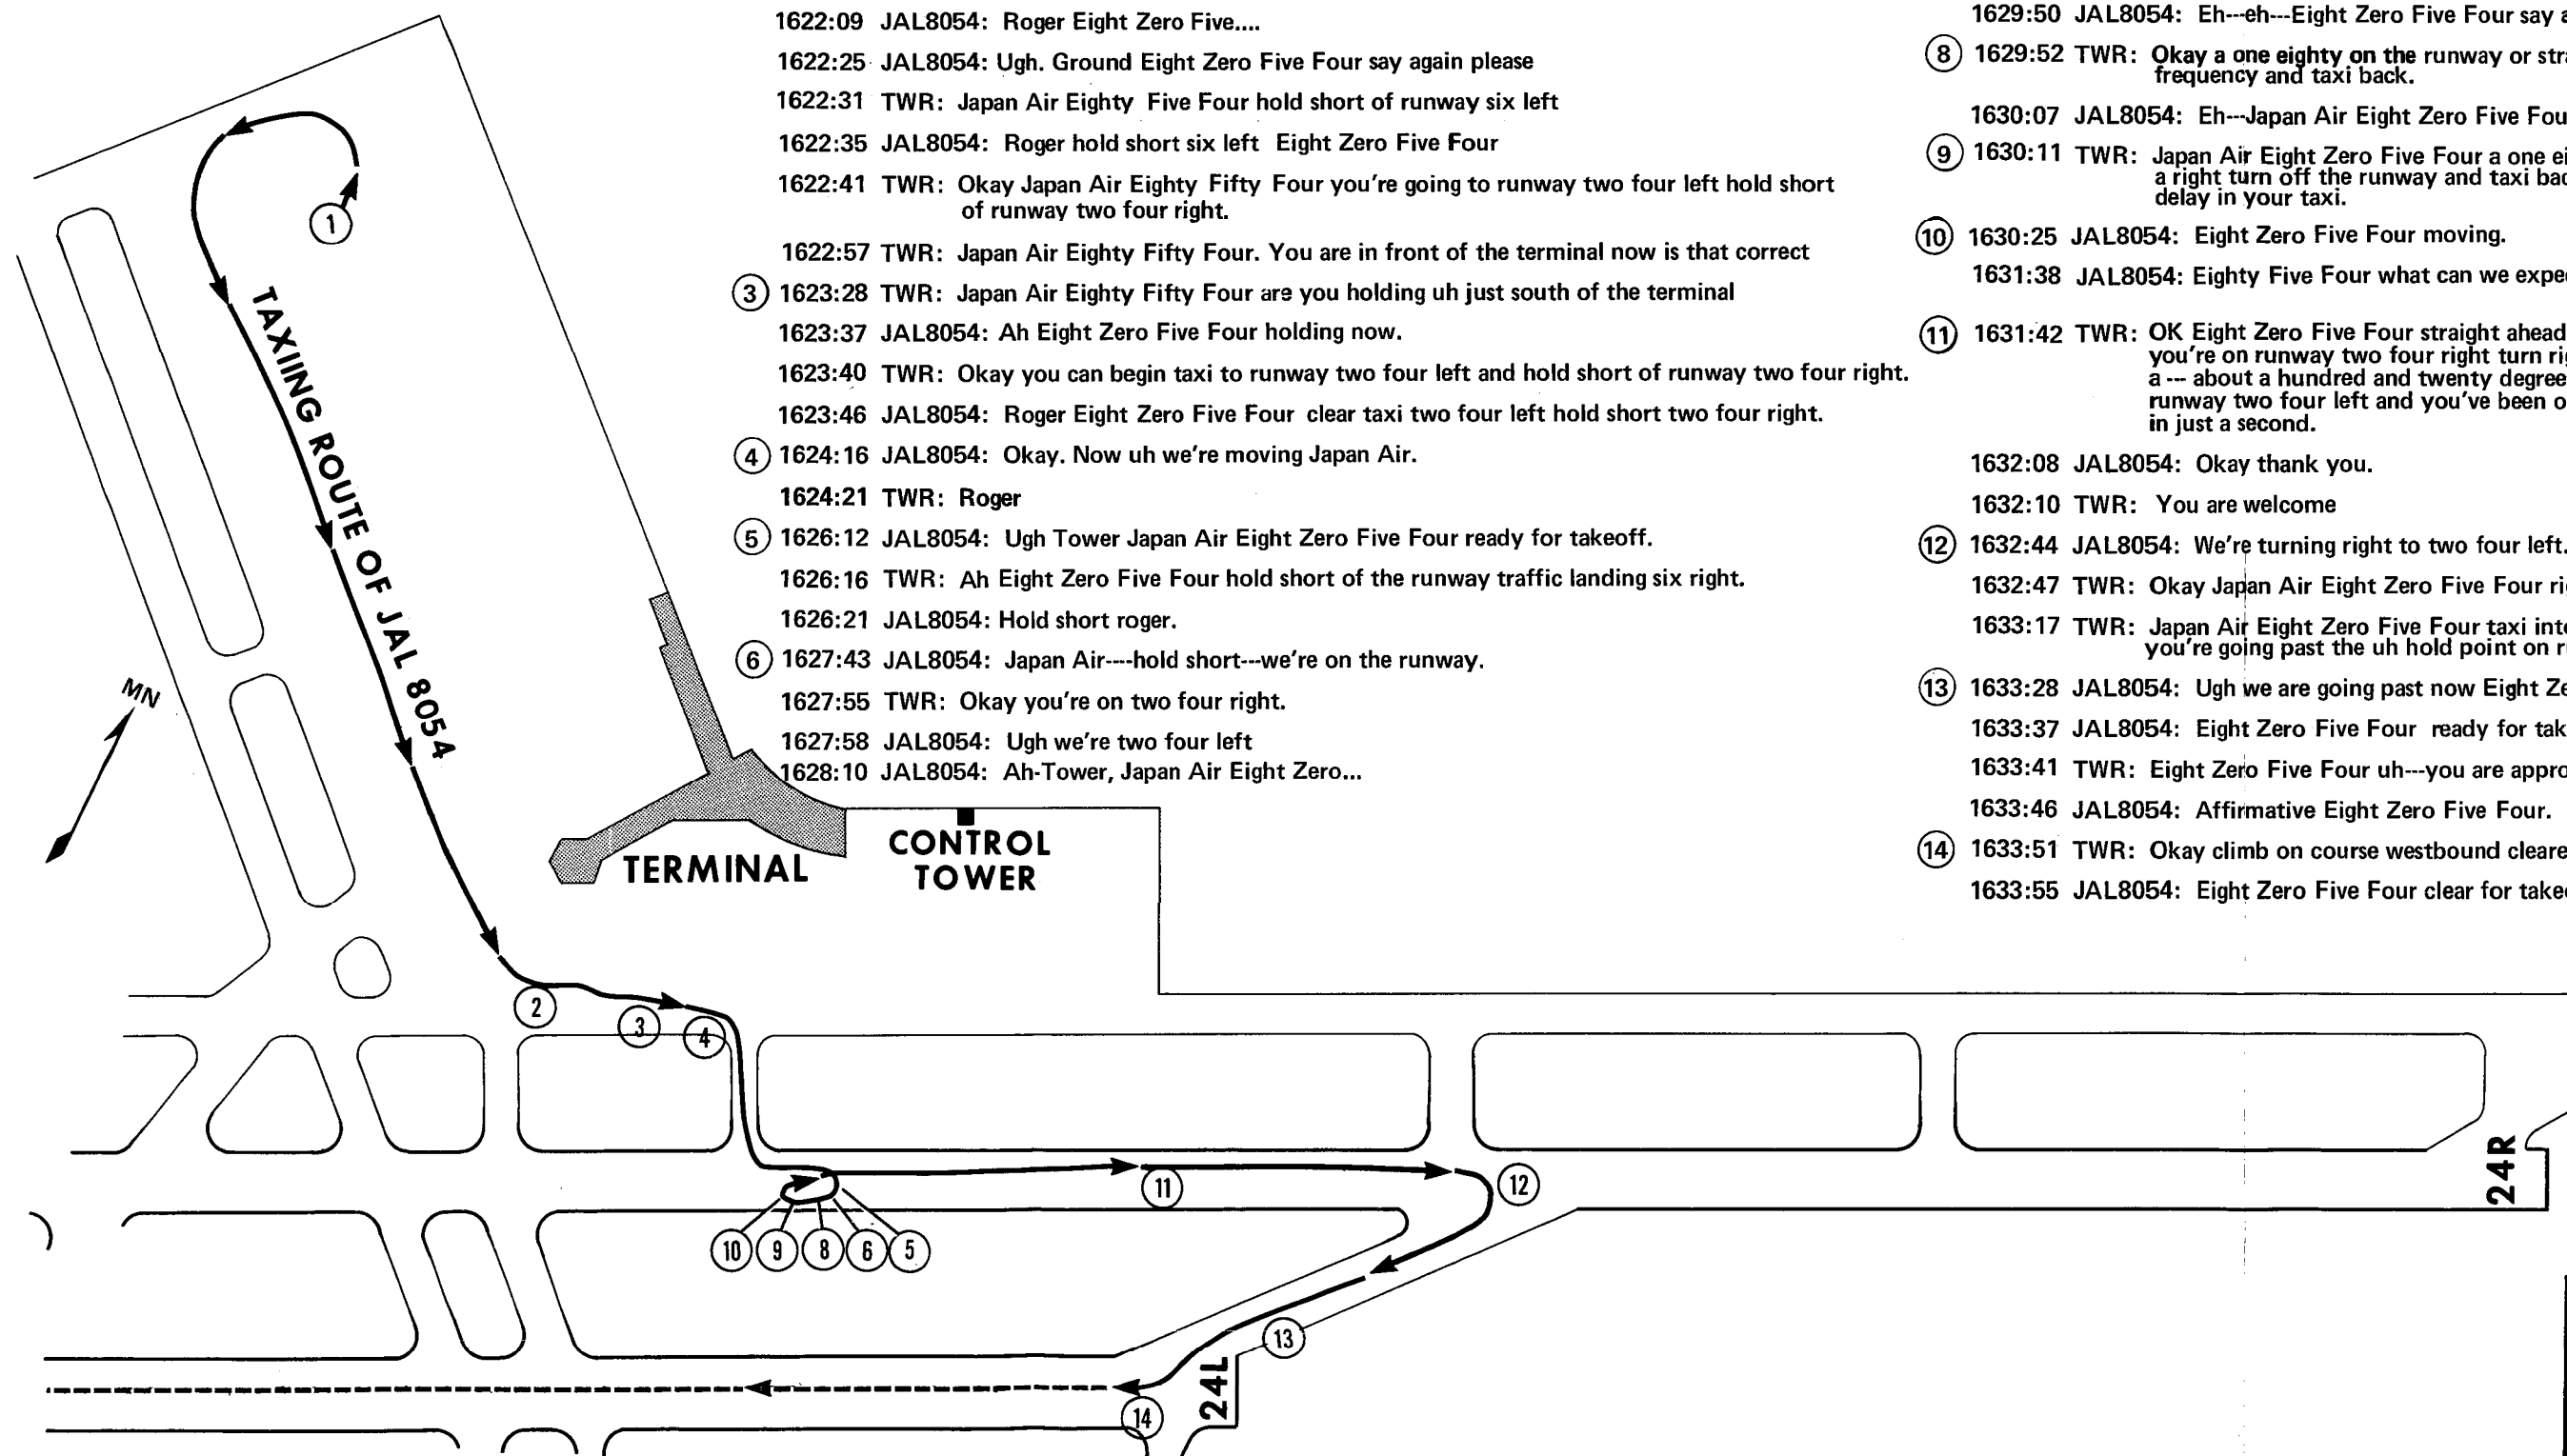 1622:09 JAL8054: Roger Eight Zero Five....
1622:25 JAL8054: Ugh. Ground Eight Zero Five Four say again please
1622:31 TWR: Japan Air Eighty Five Four hold short of runway six left
1622:35 JAL8054: Roger hold short six left Eight Zero Five Four
1622:41 TWR: Okay Japan Air Eighty Fifty Four you're going to runway two four left hold short
of runway two four right.
1622:57 TWR: Japan Air Eighty Fifty Four. You are in front of the terminal now is that correct
3 1623:28 TWR: Japan Air Eighty Fifty Four are you holding uh just south of the terminal
1623:37 JAL8054: Ah Eight Zero Five Four holding now.
1623:40 TWR: Okay you can begin taxi to runway two four left and hold short of runway two four right.
1623:46 JAL8054: Roger Eight Zero Five Four clear taxi two four left hold short two four right.
4 1624:16 JAL8054: Okay. Now uh we're moving Japan Air.
1624:21 TWR: Roger
5 1626:12 JAL8054: Ugh Tower Japan Air Eight Zero Five Four ready for takeoff.
1626:16 TWR: Ah Eight Zero Five Four hold short of the runway traffic landing six right.
1626:21 JAL8054: Hold short roger.
6 1627:43 JAL8054: Japan Air----hold short---we're on the runway.
1627:55 TWR: Okay you're on two four right.
1627:58 JAL8054: Ugh we're two four left
1628:10 JAL8054: Ah-Tower, Japan Air Eight Zero...
1629:50 JAL8054: Eh---eh---Eight Zero Five Four say
8 1629:52 TWR: Okay a one eighty on the runway or
frequency and taxi back.
1630:07 JAL8054: Eh---Japan Air Eight Zero Five
9 1630:11 TWR: Japan Air Eight Zero Five Four a one
a right turn off the runway and taxi
delay in your taxi.
10 1630:25 JAL8054: Eight Zero Five Four moving.
1631:38 JAL8054: Eighty Five Four what can we
11 1631:42 TWR: OK Eight Zero Five Four straight ahead
you're on runway two four right turn
a --- about a hundred and twenty degree
runway two four left and you've been
in just a second.
1632:08 JAL8054: Okay thank you.
1632:10 TWR: You are welcome
12 1632:44 JAL8054: We're turning right to two four left.
1632:47 TWR: Okay Japan Air Eight Zero Five Four
1633:17 TWR: Japan Air Eight Zero Five Four taxi
you're going past the uh hold point on
13 1633:28 JAL8054: Ugh we are going past now Eight
1633:37 JAL8054: Eight Zero Five Four ready for
1633:41 TWR: Eight Zero Five Four uh---you are
1633:46 JAL8054: Affirmative Eight Zero Five Four.
14 1633:51 TWR: Okay climb on course westbound
1633:55 JAL8054: Eight Zero Five Four clear for
1
TAXIING ROUTE OF JAL 8054
MN
TERMINAL
CONTROL
TOWER
2
3
4
11
12
24R
10 9 8 6 5
13
24L
14